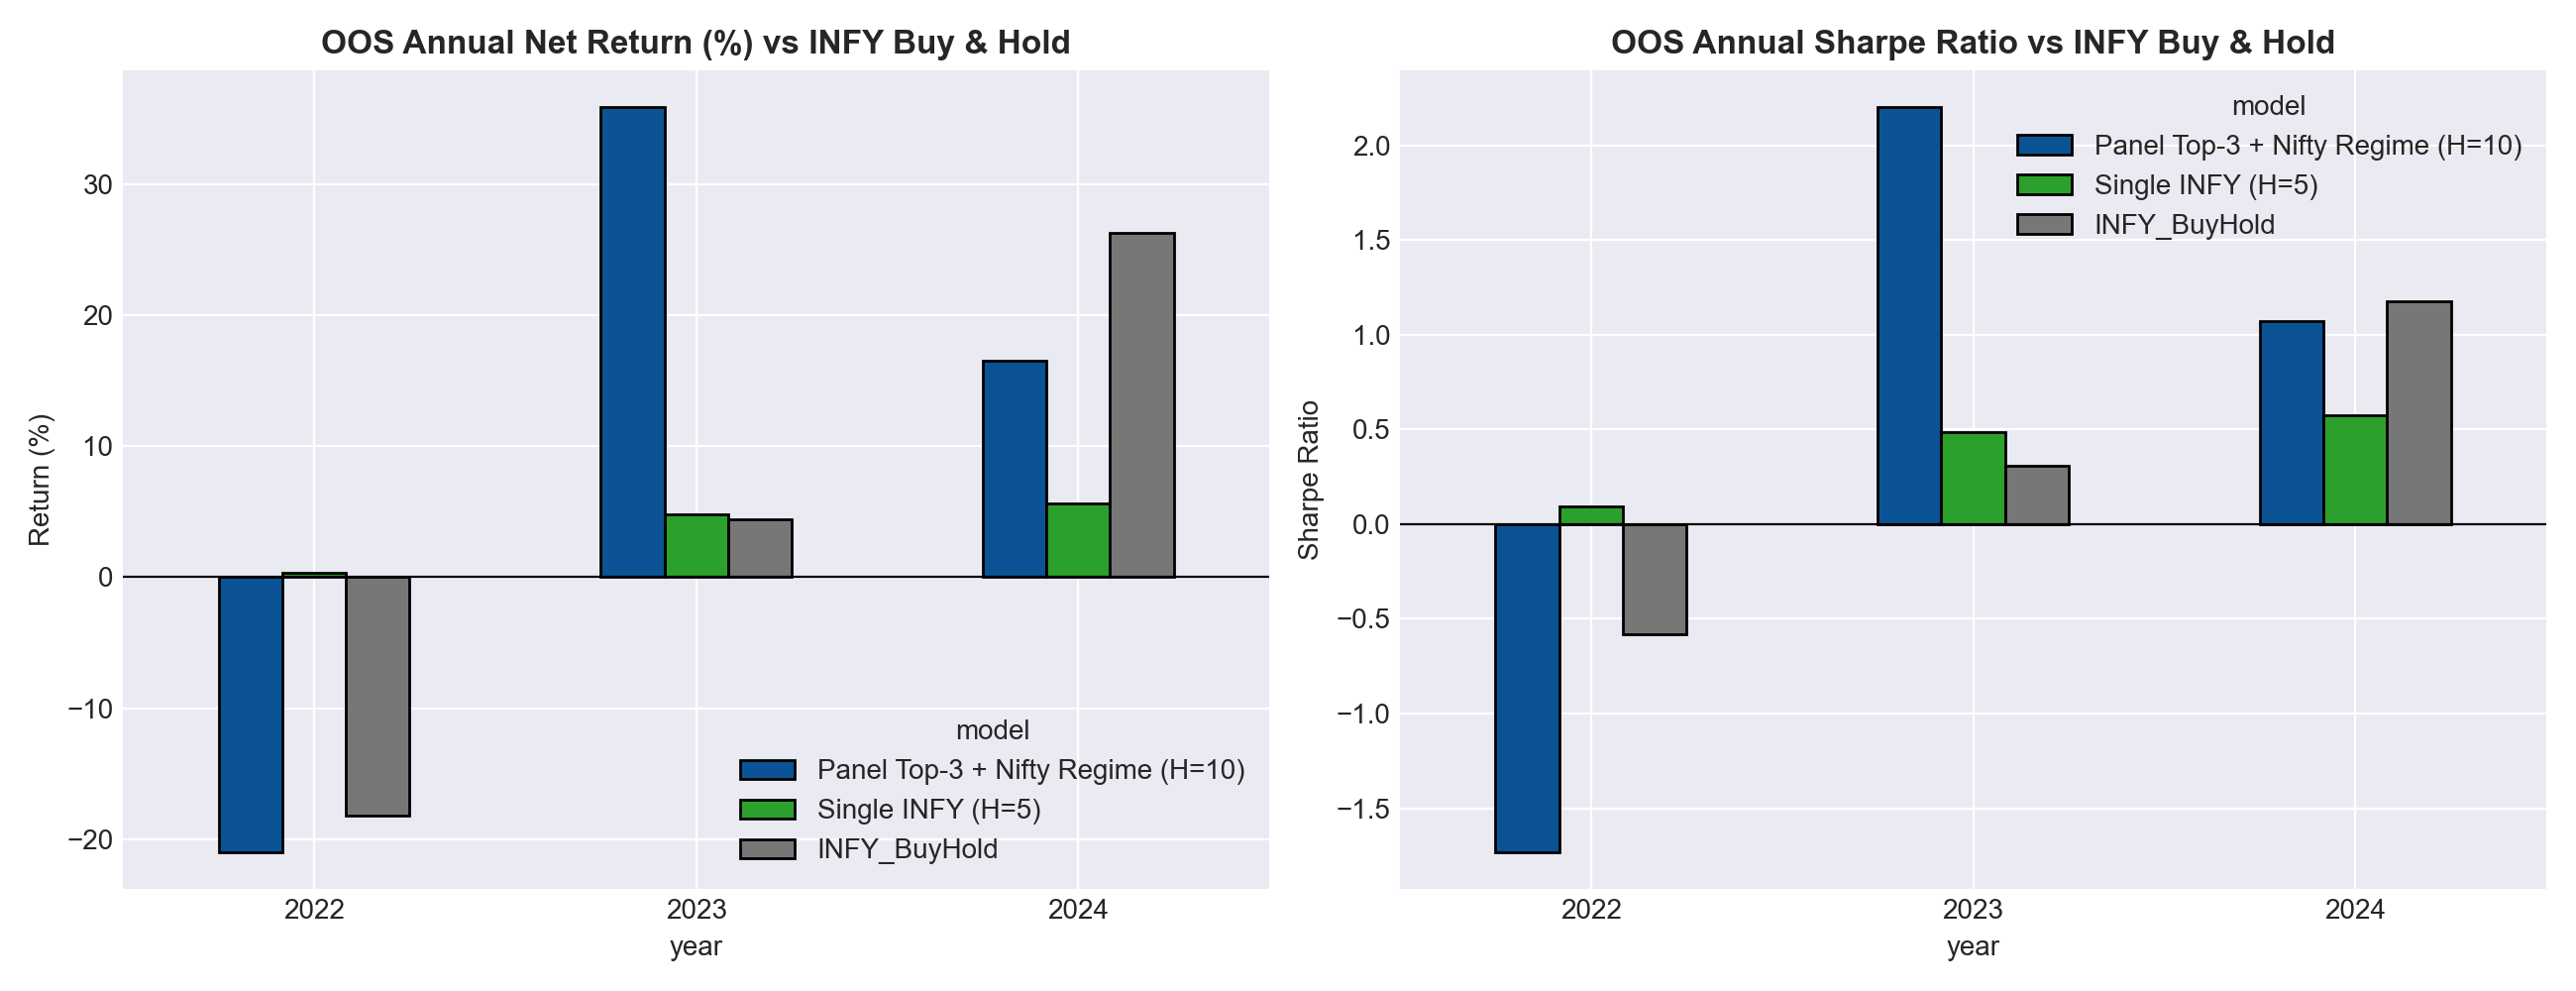 OOS Annual Net Return (%) vs INFY Buy & Hold
Return (%)
30
20
10
0
−10
−20
model
Panel Top-3 + Nifty Regime (H=10)
Single INFY (H=5)
INFY_BuyHold
2022
2023
2024
year
OOS Annual Sharpe Ratio vs INFY Buy & Hold
Sharpe Ratio
2.0
1.5
1.0
0.5
0.0
−0.5
−1.0
−1.5
model
Panel Top-3 + Nifty Regime (H=10)
Single INFY (H=5)
INFY_BuyHold
2022
2023
2024
year